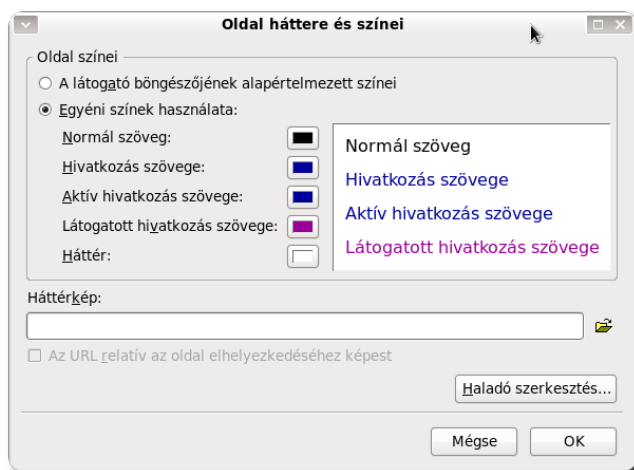 Oldal háttere és színei
Oldal színei
A látogató böngészőjének alapértelmezett színei
Egyéni színek használata:
Normál szöveg:
Hivatkozás szövege:
Aktív hivatkozás szövege:
Látogatott hivatkozás szövege:
Háttér:
Normál szöveg
Hivatkozás szövege
Aktív hivatkozás szövege
Látogatott hivatkozás szövege
Háttérkép:
Az URL relatív az oldal elhelyezkedéséhez képest
Haladó szerkesztés...
Mégse
OK